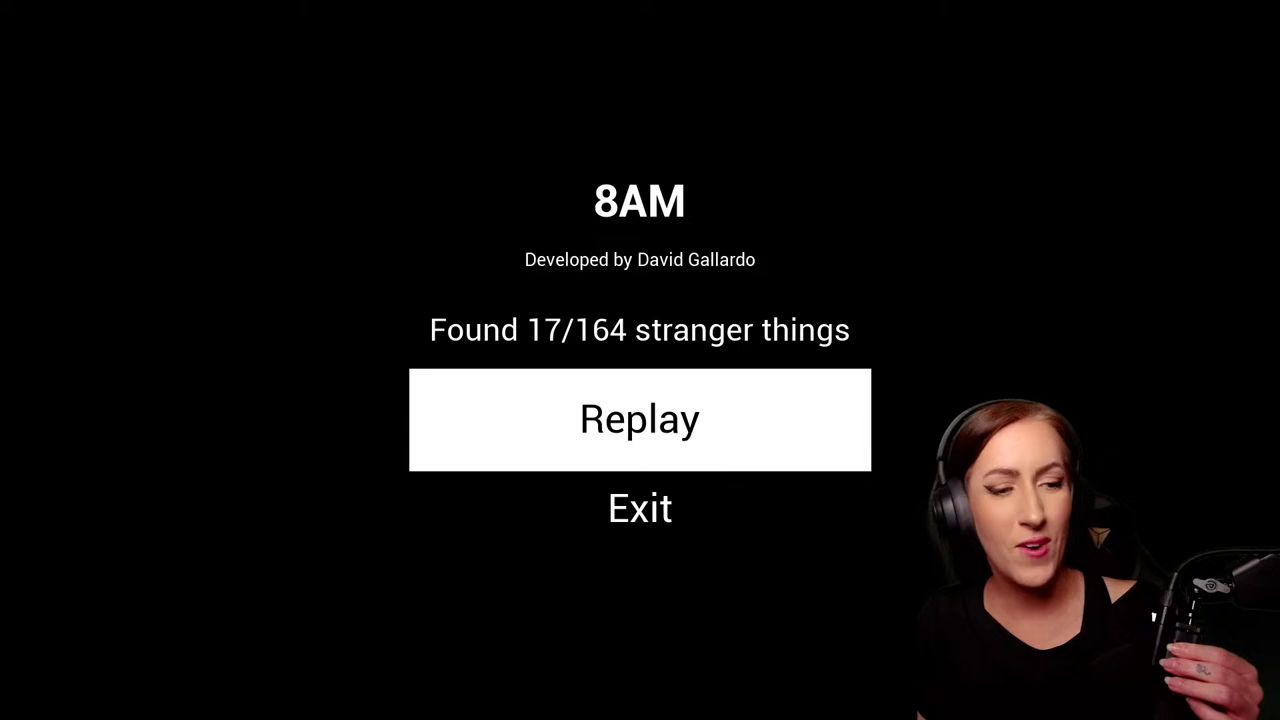 8AM
Developed by David Gallardo
Found 17/164 stranger things
Replay
Exit